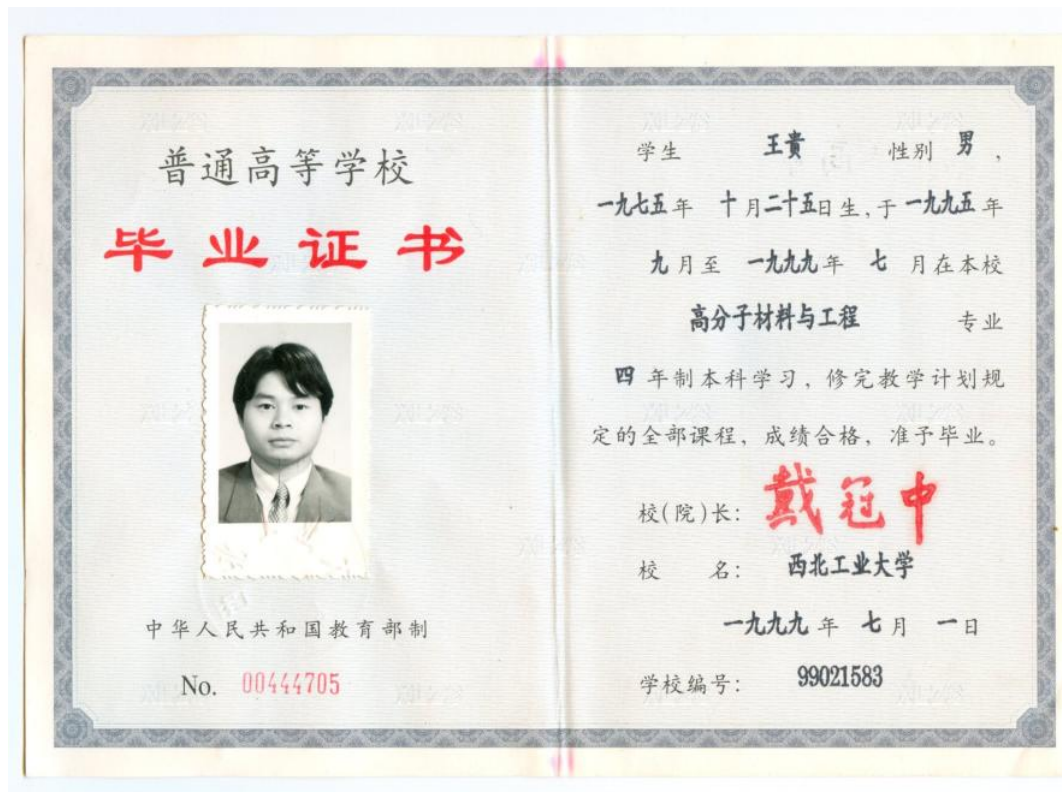 普通高等学校
毕业证书
中华人民共和国教育部制
No. 00444705
学生 王贵 性别 男，
一九七五年 十月二十五日生，于一九九五年
九月至 一九九九年 七 月在本校
高分子材料与工程 专业
四 年制本科学习，修完教学计划规
定的全部课程，成绩合格，准予毕业。
校(院)长： 戴冠中
校 名： 西北工业大学
一九九九 年 七 月 一 日
学校编号： 99021583